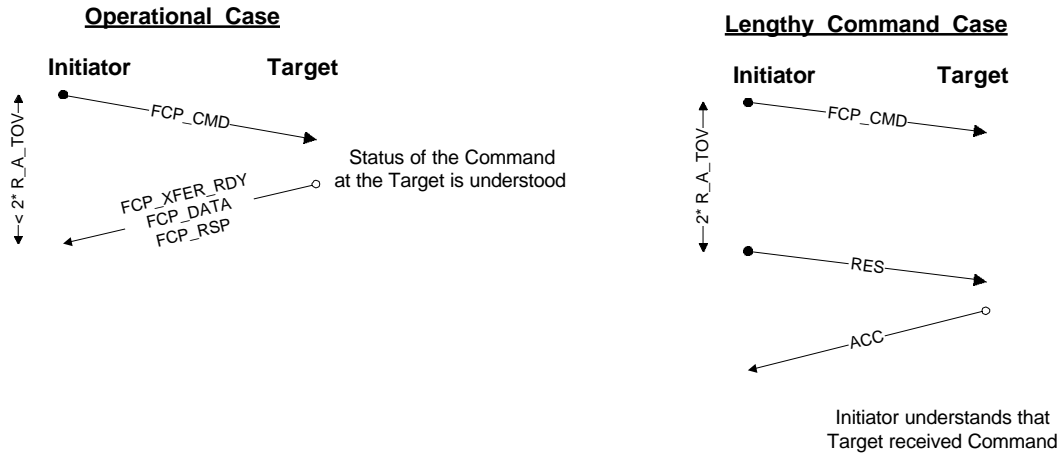 Operational Case
Initiator
Target
< 2* R_A_TOV
FCP_CMD
FCP_XFER_RDY
FCP_DATA
FCP_RSP
Status of the Command
at the Target is understood
Lengthy Command Case
Initiator
Target
2* R_A_TOV
FCP_CMD
RES
ACC
Initiator understands that
Target received Command